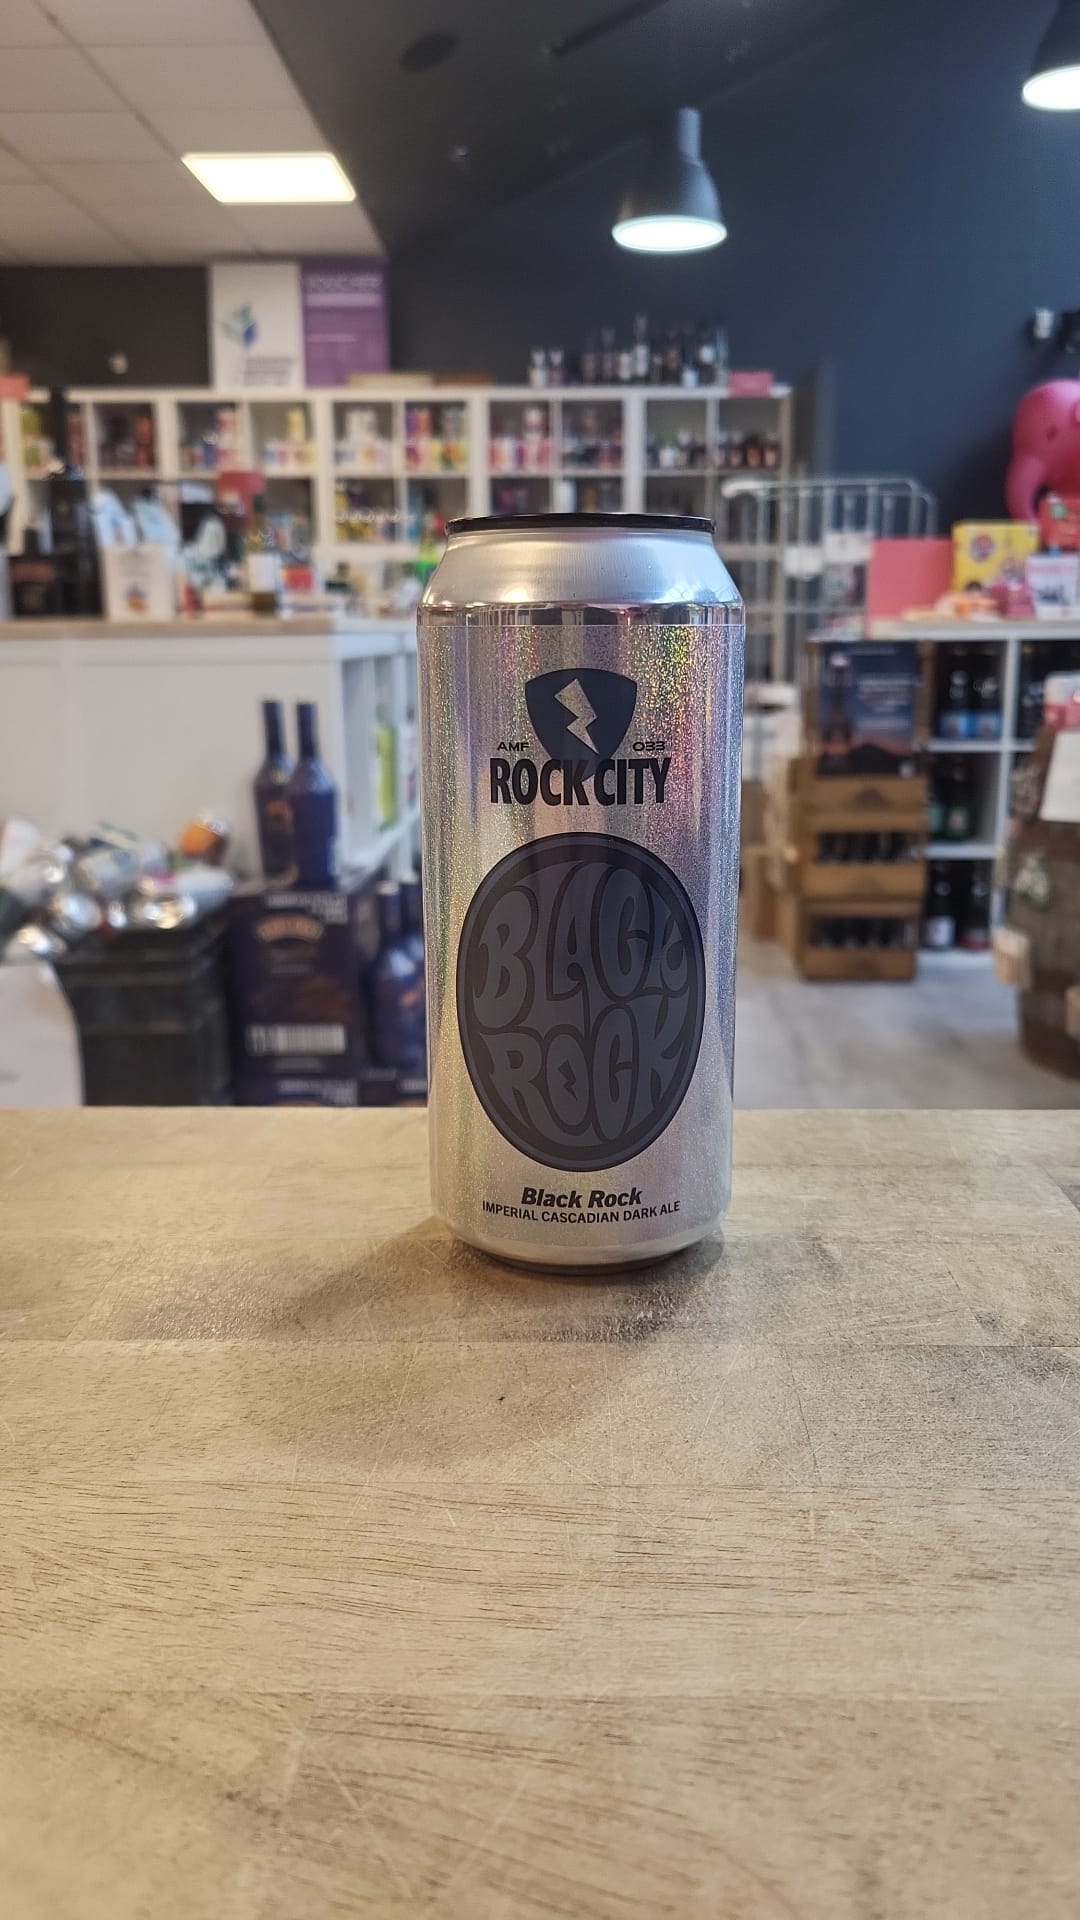 AMF 033
ROCK CITY
BLACK
ROCK
Black Rock
IMPERIAL CASCADIAN DARK ALE